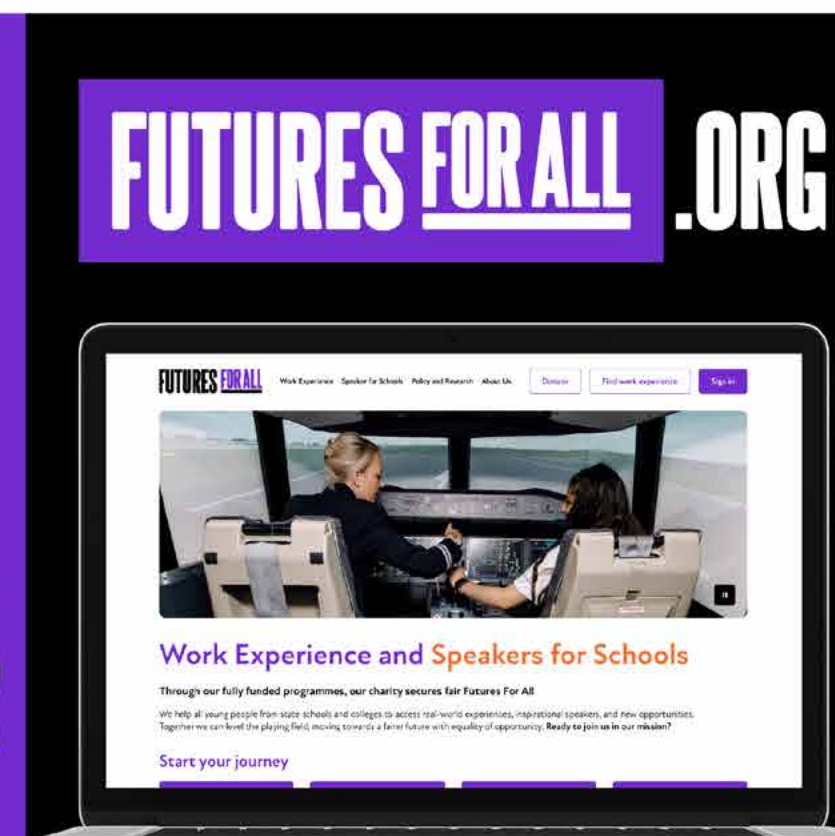 FUTURES FOR ALL .ORG
FUTURES FOR ALL
Work Experience Speaker for Schools Policy and Research About Us Donate Find work experience Sign in
Work Experience and Speakers for Schools
Through our fully funded programmes, our charity secures fair Futures For All
We help all young people from state schools and colleges to access real-world experiences, inspirational speakers, and new opportunities.
Together we can level the playing field, moving towards a fairer future with equality of opportunity. Ready to join us in our mission?
Start your journey